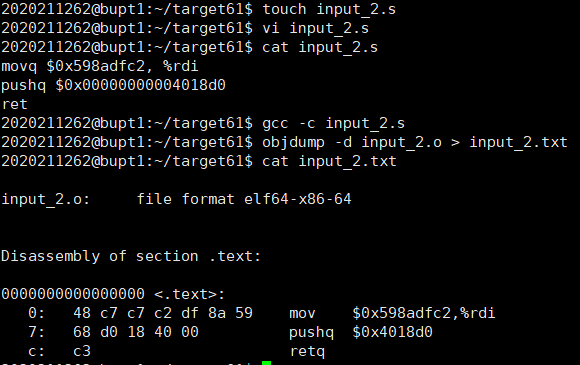 2020211262@bupt1:~/target61$ touch input_2.s
2020211262@bupt1:~/target61$ vi input_2.s
2020211262@bupt1:~/target61$ cat input_2.s
movq $0x598adfc2, %rdi
pushq $0x00000000004018d0
ret
2020211262@bupt1:~/target61$ gcc -c input_2.s
2020211262@bupt1:~/target61$ objdump -d input_2.o > input_2.txt
2020211262@bupt1:~/target61$ cat input_2.txt
input_2.o:     file format elf64-x86-64
Disassembly of section .text:
0000000000000000 <.text>:
   0:   48 c7 c7 c2 df 8a 59    mov    $0x598adfc2,%rdi
   7:   68 d0 18 40 00          pushq  $0x4018d0
   c:   c3                      retq